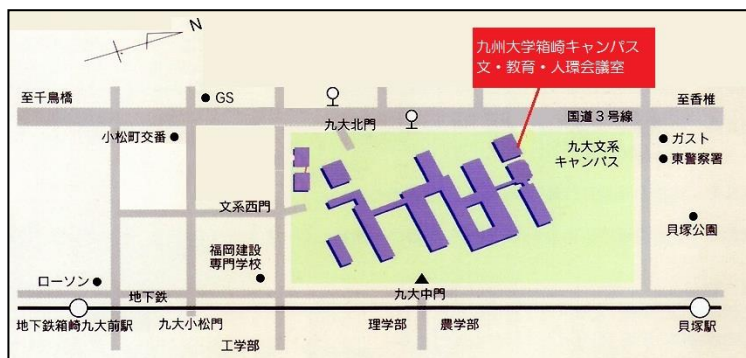 N
九州大学箱崎キャンパス
文・教育・人環会議室
至千鳥橋
GS
国道3号線
至香椎
小松町交番
九大北門
九大文系
キャンパス
ガスト
東警察署
文系西門
貝塚公園
福岡建設
専門学校
ローソン
地下鉄
九大中門
地下鉄箱崎九大前駅
九大小松門
理学部
農学部
貝塚駅
工学部